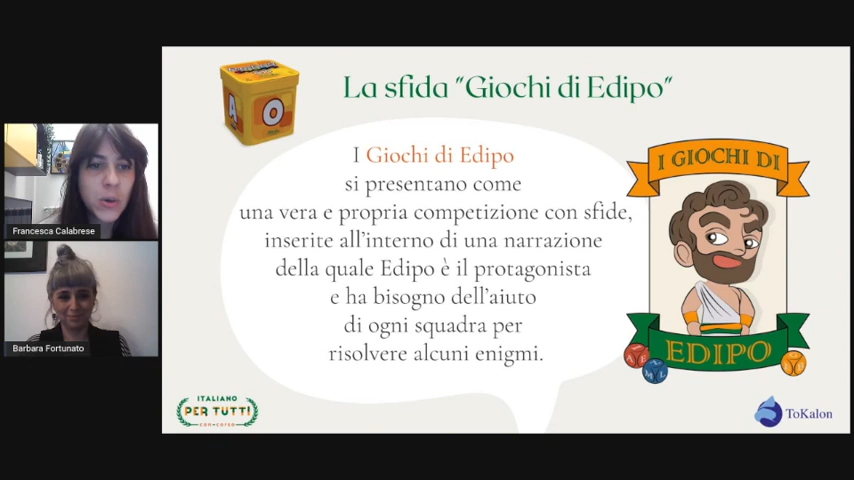 La sfida "Giochi di Edipo"
I Giochi di Edipo
si presentano come
una vera e propria competizione con sfide,
inserite all'interno di una narrazione
della quale Edipo è il protagonista
e ha bisogno dell'aiuto
di ogni squadra per
risolvere alcuni enigmi.
I GIOCHI DI
EDIPO
A
O
Francesca Calabrese
Barbara Fortunato
ITALIANO
PER TUTTI
con-corso
ToKalon